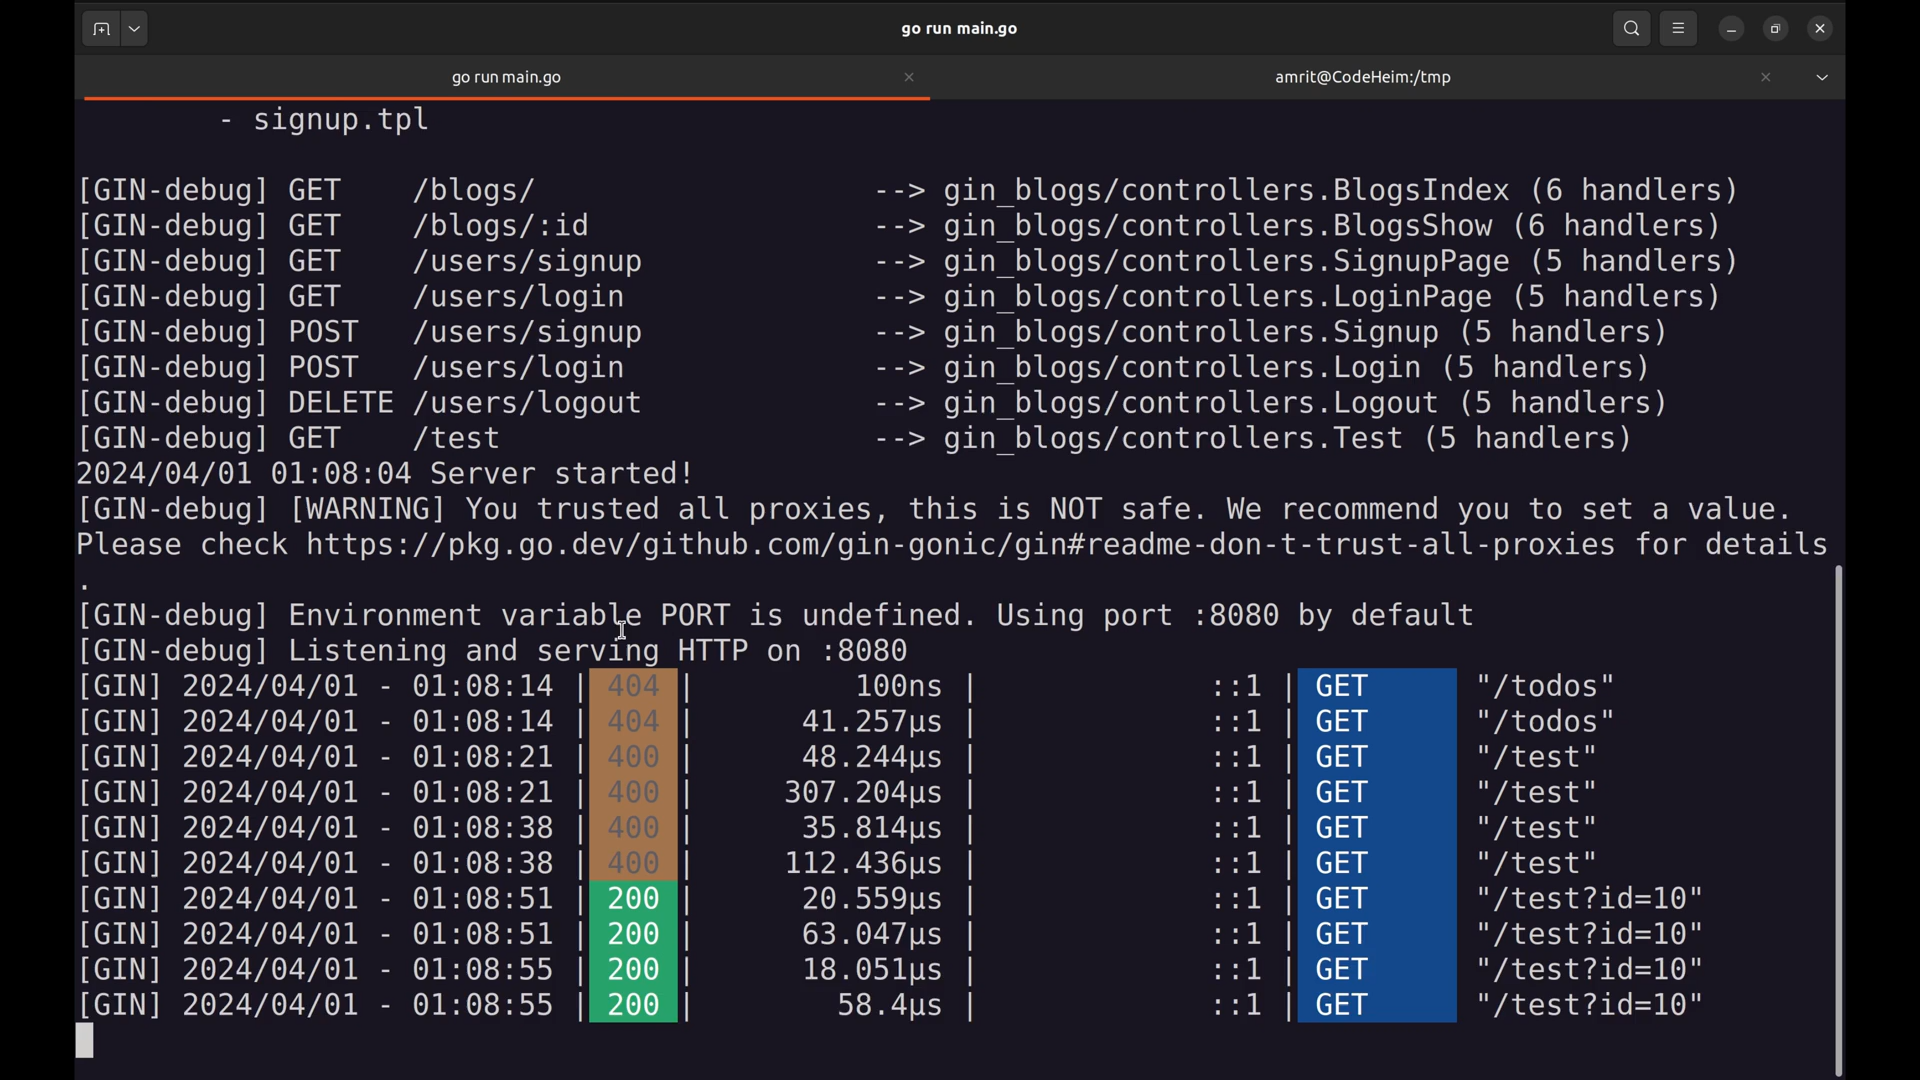 go run main.go
go run main.go
amrit@CodeHeim:/tmp
- signup.tpl
[GIN-debug] GET    /blogs/                   --> gin_blogs/controllers.BlogsIndex (6 handlers)
[GIN-debug] GET    /blogs/:id                --> gin_blogs/controllers.BlogsShow (6 handlers)
[GIN-debug] GET    /users/signup             --> gin_blogs/controllers.SignupPage (5 handlers)
[GIN-debug] GET    /users/login              --> gin_blogs/controllers.LoginPage (5 handlers)
[GIN-debug] POST   /users/signup             --> gin_blogs/controllers.Signup (5 handlers)
[GIN-debug] POST   /users/login              --> gin_blogs/controllers.Login (5 handlers)
[GIN-debug] DELETE /users/logout             --> gin_blogs/controllers.Logout (5 handlers)
[GIN-debug] GET    /test                     --> gin_blogs/controllers.Test (5 handlers)
2024/04/01 01:08:04 Server started!
[GIN-debug] [WARNING] You trusted all proxies, this is NOT safe. We recommend you to set a value.
Please check https://pkg.go.dev/github.com/gin-gonic/gin#readme-don-t-trust-all-proxies for details
.
[GIN-debug] Environment variable PORT is undefined. Using port :8080 by default
[GIN-debug] Listening and serving HTTP on :8080
[GIN] 2024/04/01 - 01:08:14 | 404 |         100ns |             ::1 | GET      "/todos"
[GIN] 2024/04/01 - 01:08:14 | 404 |      41.257µs |             ::1 | GET      "/todos"
[GIN] 2024/04/01 - 01:08:21 | 400 |      48.244µs |             ::1 | GET      "/test"
[GIN] 2024/04/01 - 01:08:21 | 400 |     307.204µs |             ::1 | GET      "/test"
[GIN] 2024/04/01 - 01:08:38 | 400 |      35.814µs |             ::1 | GET      "/test"
[GIN] 2024/04/01 - 01:08:38 | 400 |     112.436µs |             ::1 | GET      "/test"
[GIN] 2024/04/01 - 01:08:51 | 200 |      20.559µs |             ::1 | GET      "/test?id=10"
[GIN] 2024/04/01 - 01:08:51 | 200 |      63.047µs |             ::1 | GET      "/test?id=10"
[GIN] 2024/04/01 - 01:08:55 | 200 |      18.051µs |             ::1 | GET      "/test?id=10"
[GIN] 2024/04/01 - 01:08:55 | 200 |        58.4µs |             ::1 | GET      "/test?id=10"